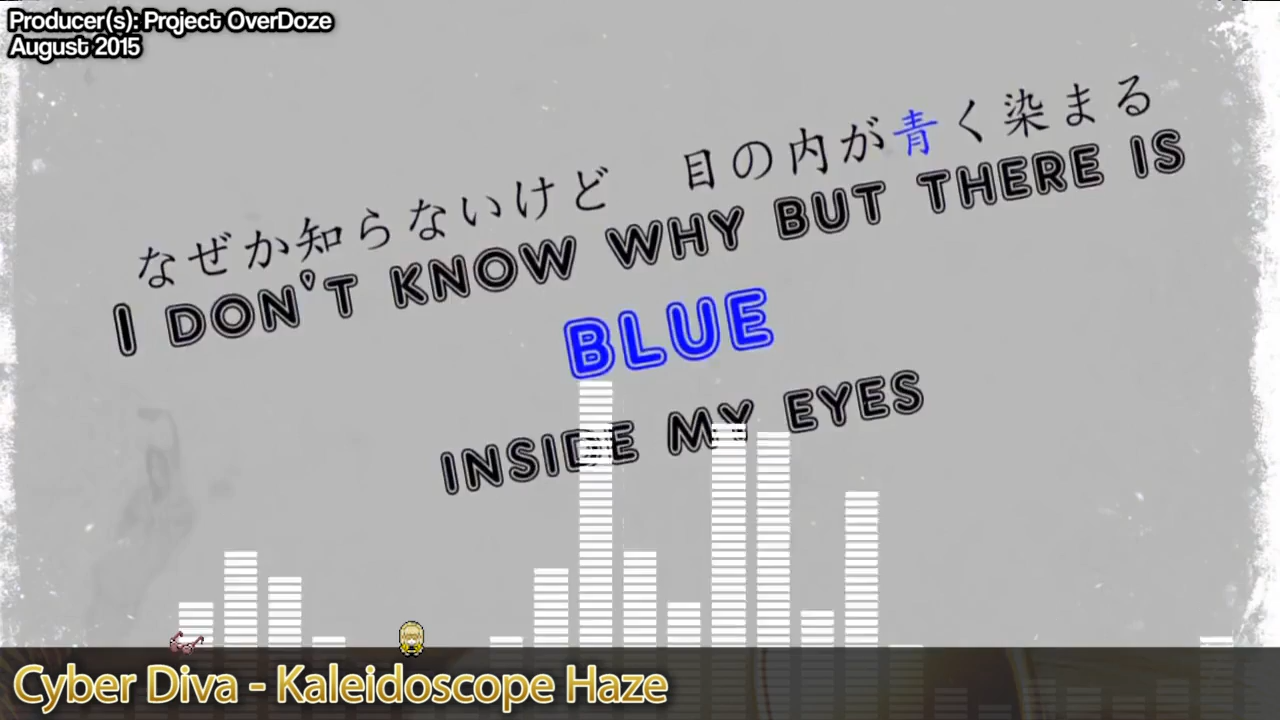 Producer(s): Project OverDoze
August 2015
なぜか知らないけど 目の内が青く染まる
I DON'T KNOW WHY BUT THERE IS
BLUE
INSIDE MY EYES
Cyber Diva - Kaleidoscope Haze